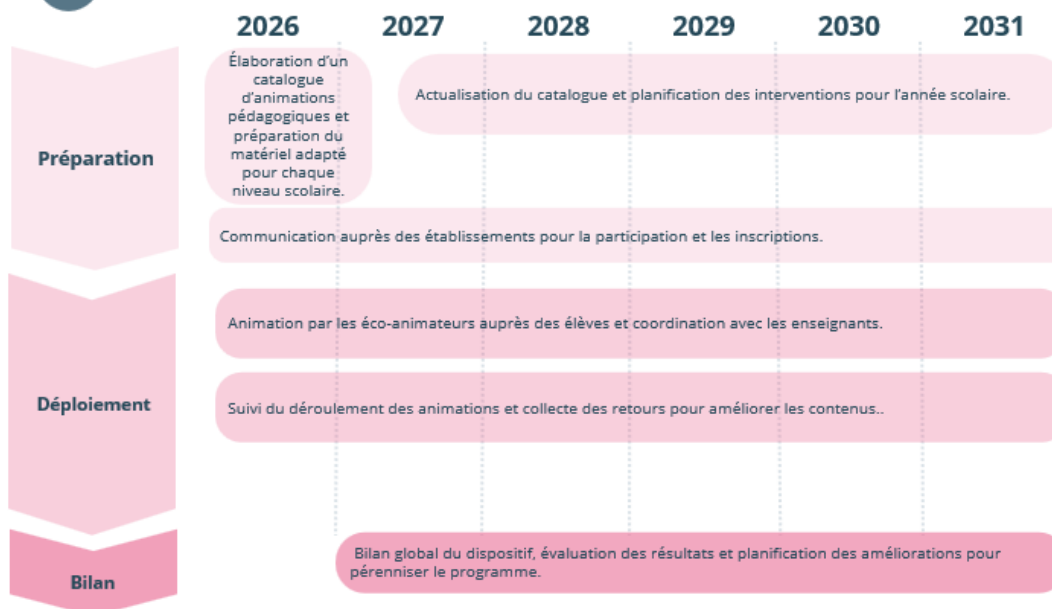 2026 2027 2028 2029 2030 2031
Préparation
Élaboration d'un
catalogue
d'animations
pédagogiques et
préparation du
matériel adapté
pour chaque
niveau scolaire.
Actualisation du catalogue et planification des interventions pour l'année scolaire.
Communication auprès des établissements pour la participation et les inscriptions.
Déploiement
Animation par les éco-animateurs auprès des élèves et coordination avec les enseignants.
Suivi du déroulement des animations et collecte des retours pour améliorer les contenus..
Bilan
Bilan global du dispositif, évaluation des résultats et planification des améliorations pour
pérenniser le programme.